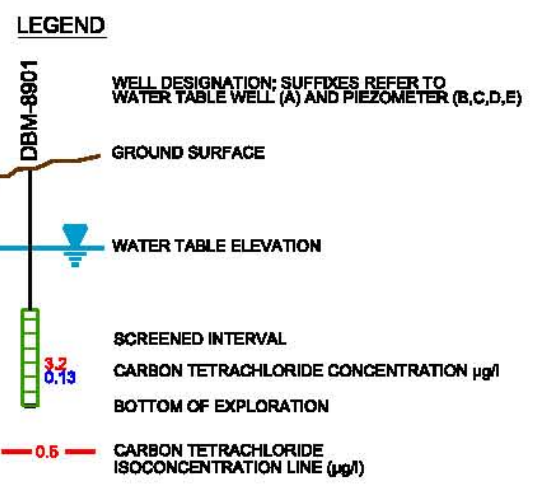 LEGEND
DBM-8901
WELL DESIGNATION; SUFFIXES REFER TO
WATER TABLE WELL (A) AND PIEZOMETER (B,C,D,E)
GROUND SURFACE
WATER TABLE ELEVATION
SCREENED INTERVAL
3.2
0.13
CARBON TETRACHLORIDE CONCENTRATION µg/l
BOTTOM OF EXPLORATION
0.5
CARBON TETRACHLORIDE
ISOCONCENTRATION LINE (µg/l)